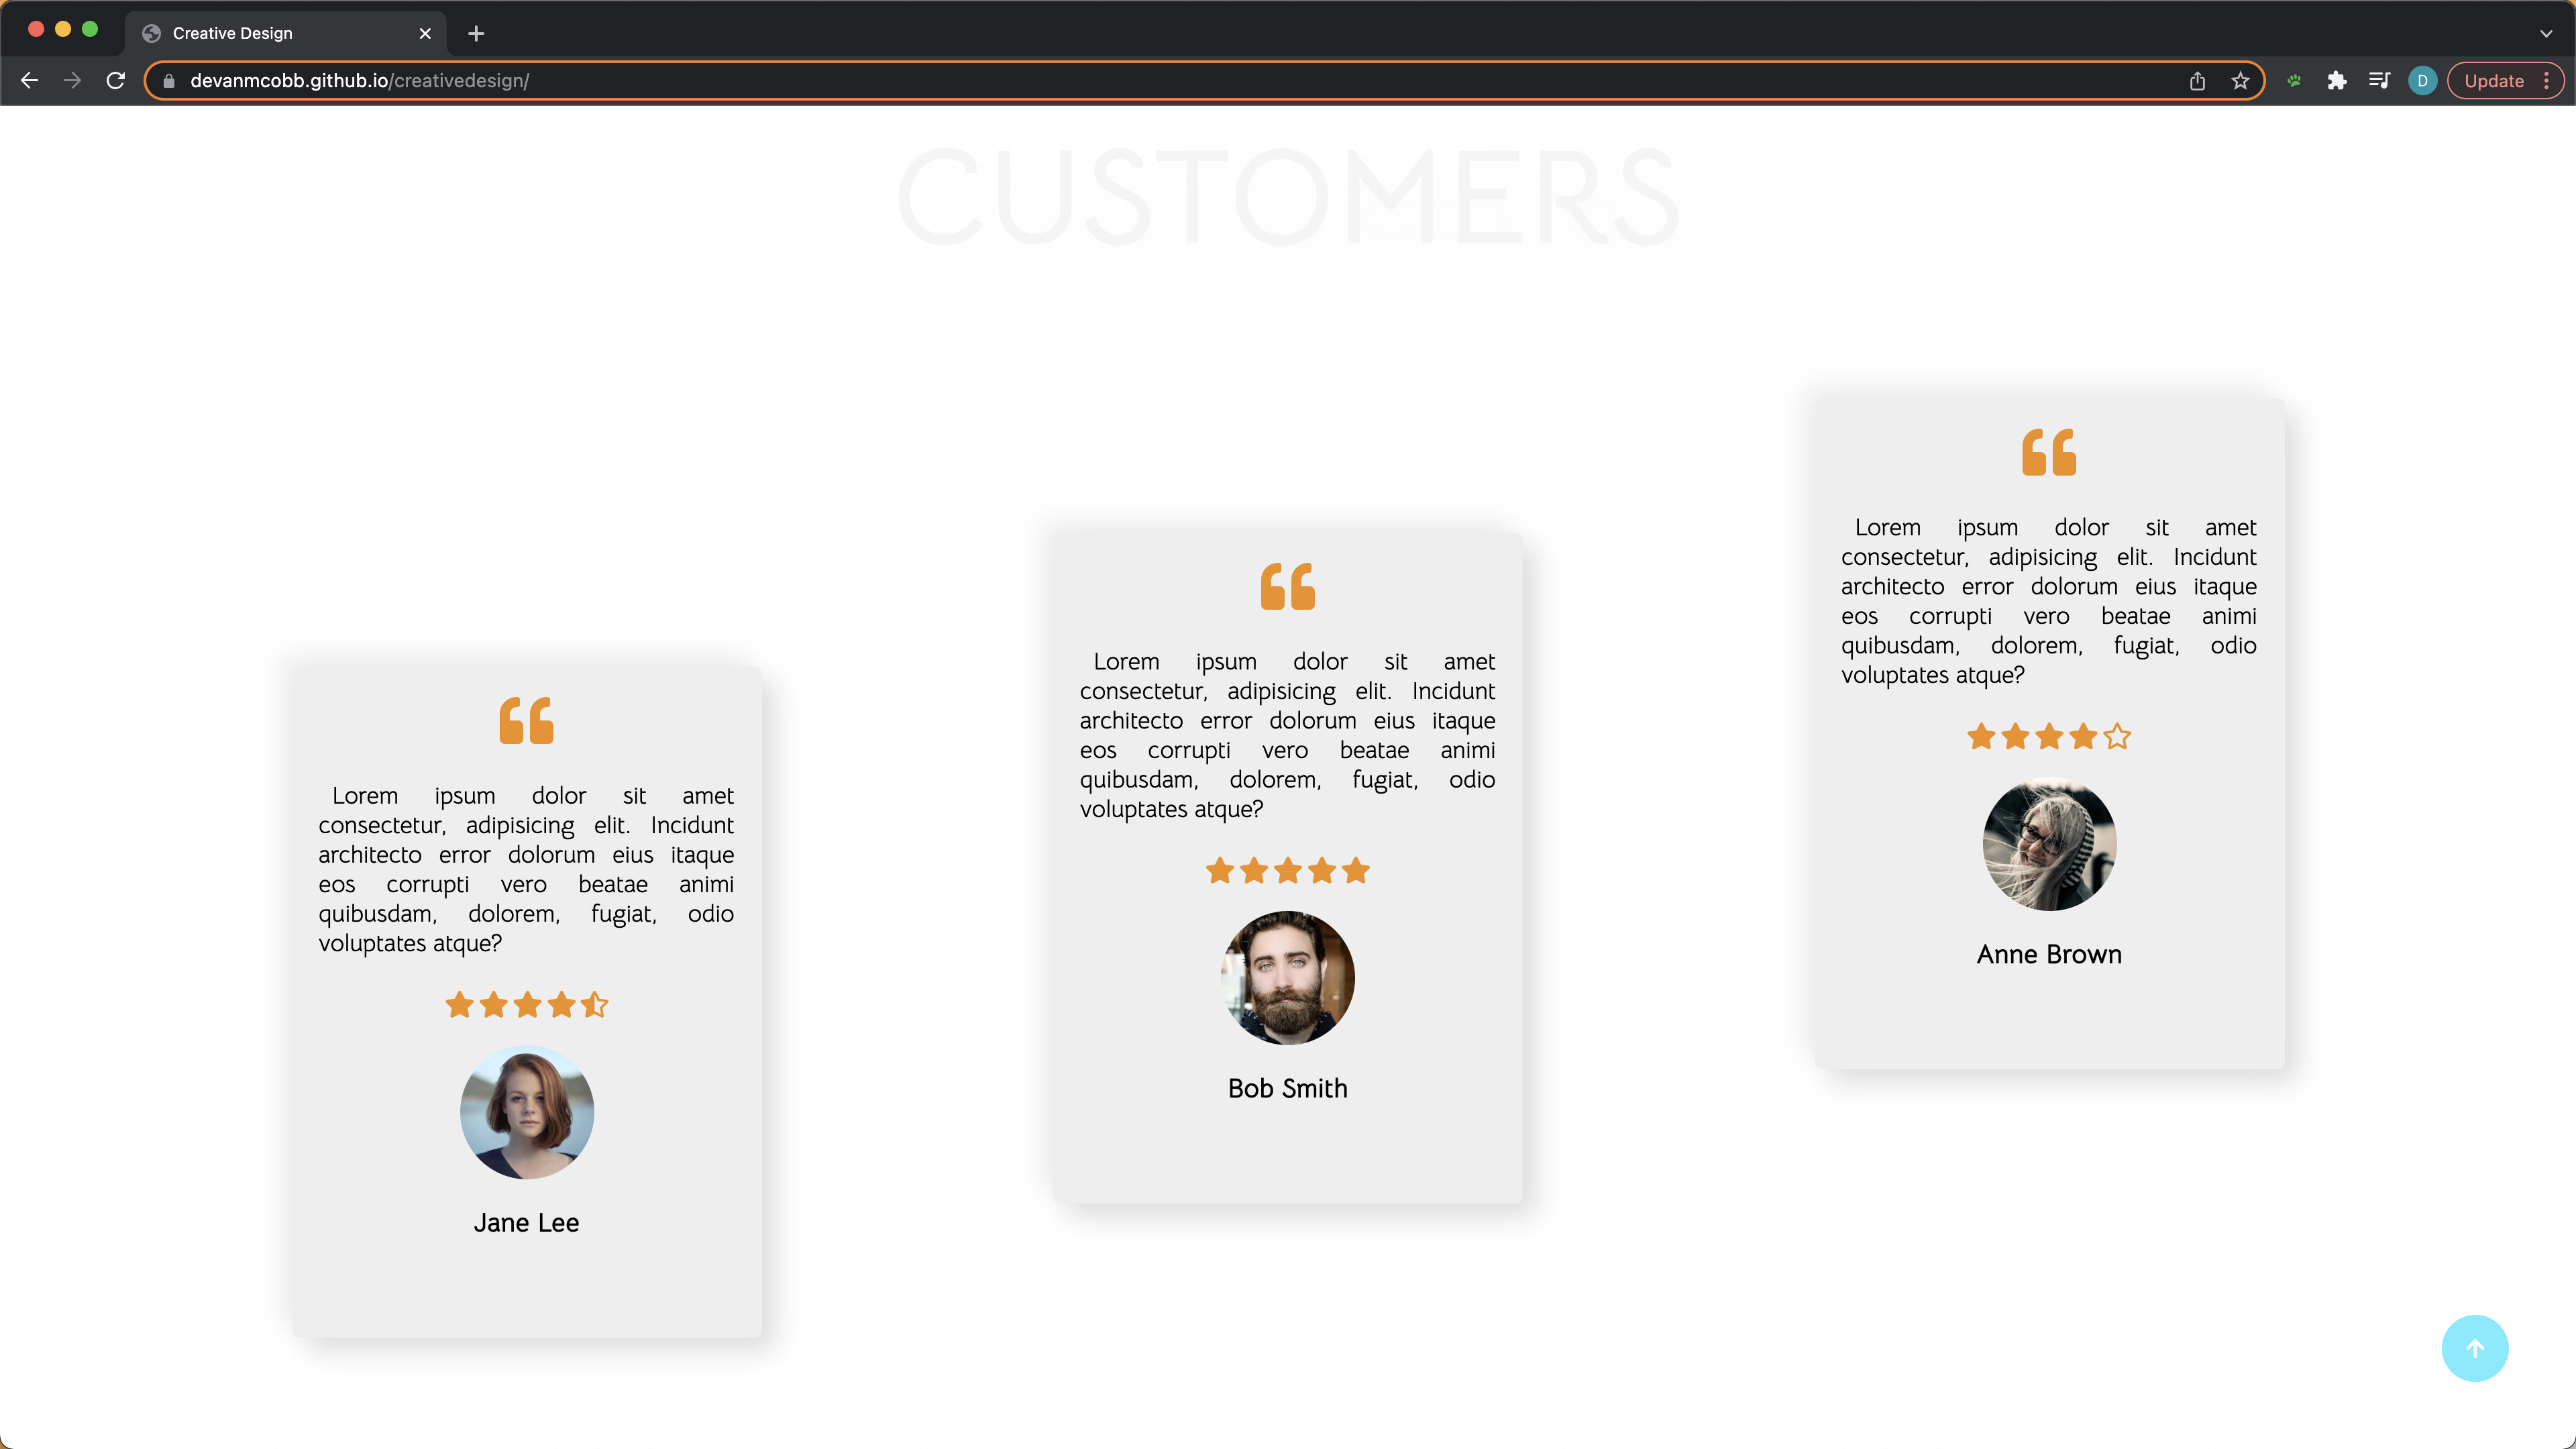 Creative Design
devanmcobb.github.io/creativedesign/
D
Update
CUSTOMERS
Lorem ipsum dolor sit amet
consectetur, adipisicing elit. Incidunt
architecto error dolorum eius itaque
eos corrupti vero beatae animi
quibusdam, dolorem, fugiat, odio
voluptates atque?
Jane Lee
Lorem ipsum dolor sit amet
consectetur, adipisicing elit. Incidunt
architecto error dolorum eius itaque
eos corrupti vero beatae animi
quibusdam, dolorem, fugiat, odio
voluptates atque?
Bob Smith
Lorem ipsum dolor sit amet
consectetur, adipisicing elit. Incidunt
architecto error dolorum eius itaque
eos corrupti vero beatae animi
quibusdam, dolorem, fugiat, odio
voluptates atque?
Anne Brown